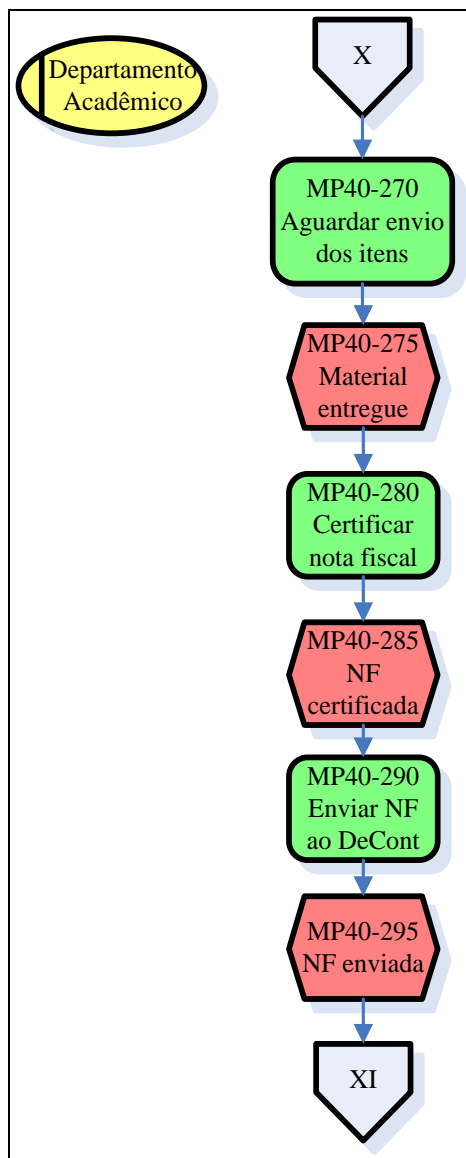 Departamento
Acadêmico
X
MP40-270
Aguardar envio
dos itens
MP40-275
Material
entregue
MP40-280
Certificar
nota fiscal
MP40-285
NF
certificada
MP40-290
Enviar NF
ao DeCont
MP40-295
NF enviada
XI